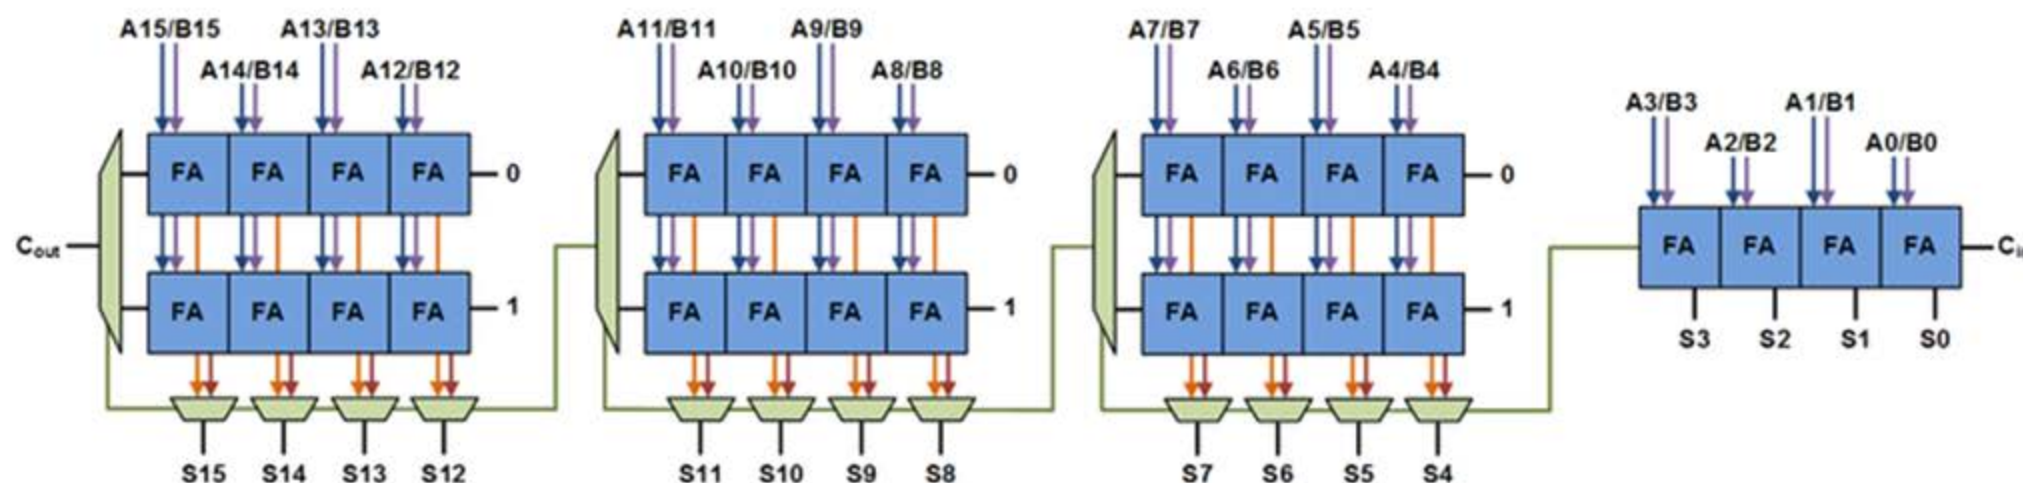 A15/B15 A13/B13 A11/B11 A9/B9 A7/B7 A5/B5
A14/B14 A12/B12 A10/B10 A8/B8 A6/B6 A4/B4
A3/B3 A1/B1
A2/B2 A0/B0
FA FA FA FA 0 FA FA FA FA 0 FA FA FA FA 0
Cout FA FA FA FA Ci
FA FA FA FA 1 FA FA FA FA 1 FA FA FA FA 1
S3 S2 S1 S0
S15 S14 S13 S12 S11 S10 S9 S8 S7 S6 S5 S4